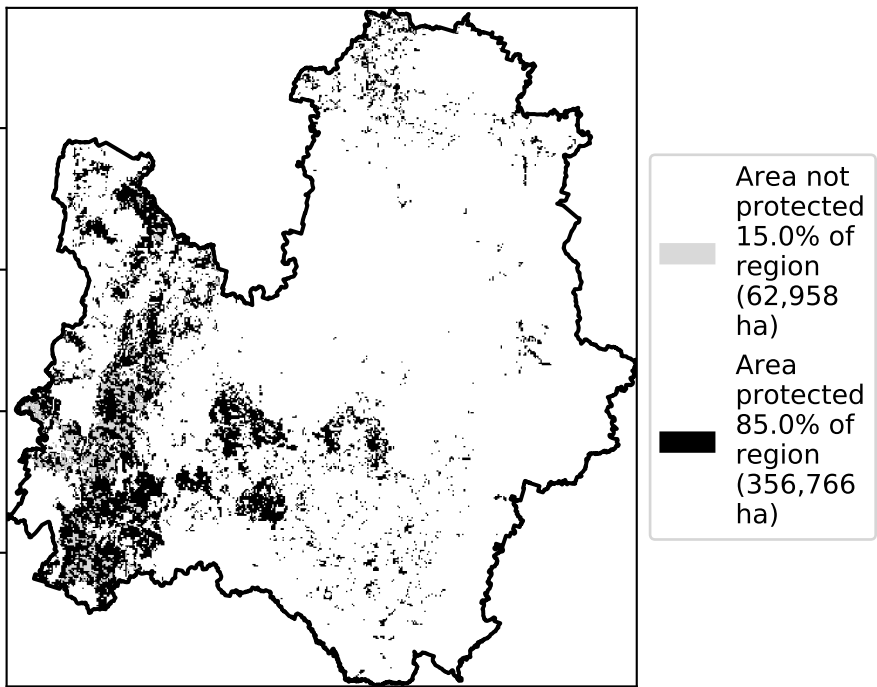 Area not
protected
15.0% of
region
(62,958
ha)
Area
protected
85.0% of
region
(356,766
ha)